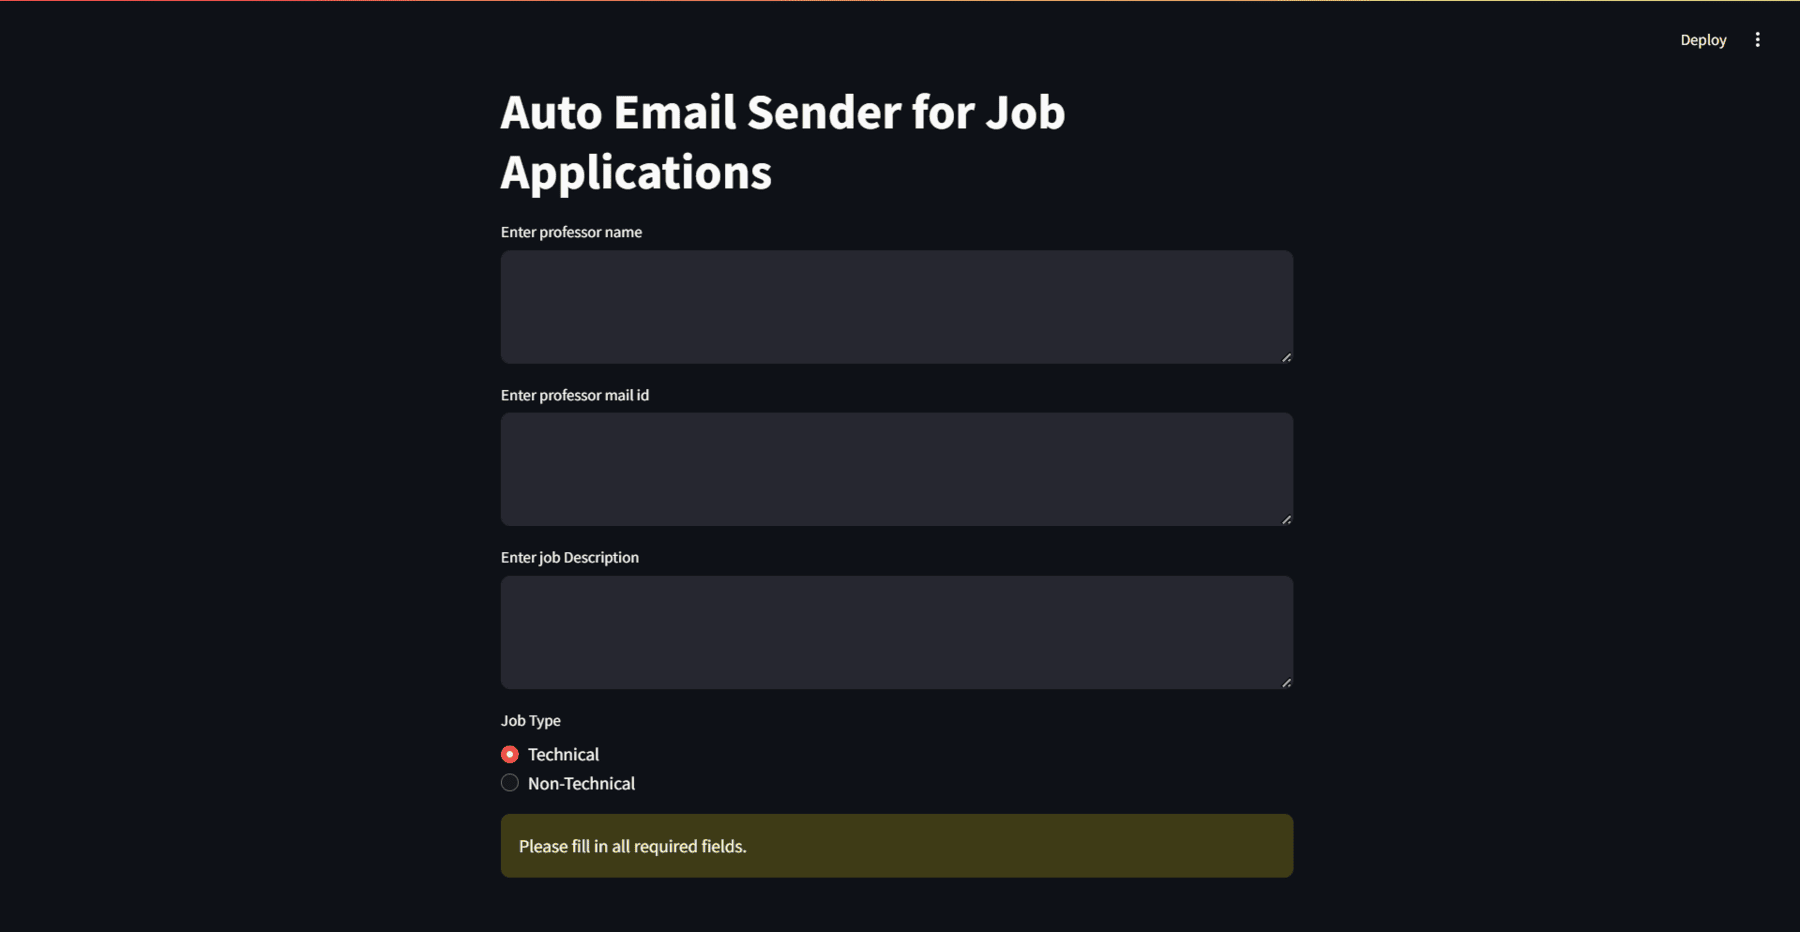 Deploy
Auto Email Sender for Job
Applications
Enter professor name
Enter professor mail id
Enter job Description
Job Type
Technical
Non-Technical
Please fill in all required fields.